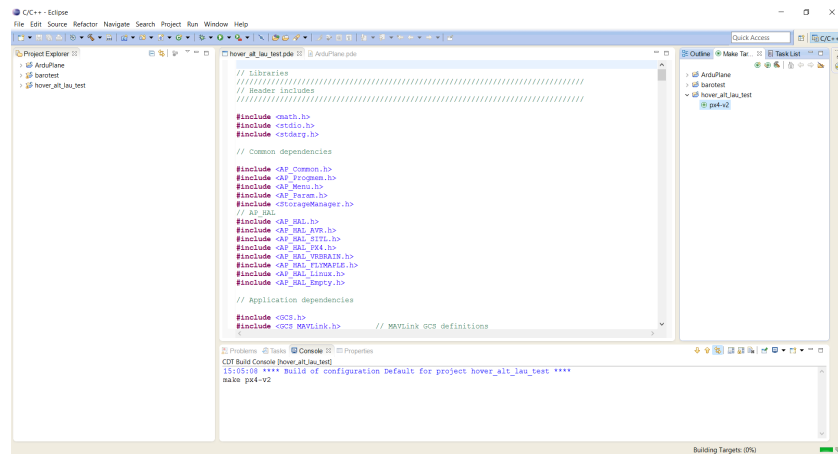 C/C++ - Eclipse
File Edit Source Refactor Navigate Search Project Run Window Help
Quick Access
C/C++
Project Explorer
ArduPlane
barotest
hover_alt_lau_test
hover_alt_lau_test.pde
ArduPlane.pde
// Libraries
////////////////////////////////////////////////////////////////////////////////
// Header includes
////////////////////////////////////////////////////////////////////////////////
#include <math.h>
#include <stdio.h>
#include <stdarg.h>
// Common dependencies
#include <AP_Common.h>
#include <AP_Progmem.h>
#include <AP_Menu.h>
#include <AP_Param.h>
#include <StorageManager.h>
// AP_HAL
#include <AP_HAL.h>
#include <AP_HAL_AVR.h>
#include <AP_HAL_SITL.h>
#include <AP_HAL_PX4.h>
#include <AP_HAL_VRBRAIN.h>
#include <AP_HAL_FLYMAPLE.h>
#include <AP_HAL_Linux.h>
#include <AP_HAL_Empty.h>
// Application dependencies
#include <GCS.h>
#include <GCS_MAVLink.h> // MAVLink GCS definitions
Outline Make Tar... Task List
ArduPlane
barotest
hover_alt_lau_test
px4-v2
Problems Tasks Console Properties
CDT Build Console [hover_alt_lau_test]
15:05:08 **** Build of configuration Default for project hover_alt_lau_test ****
make px4-v2
Building Targets: (0%)